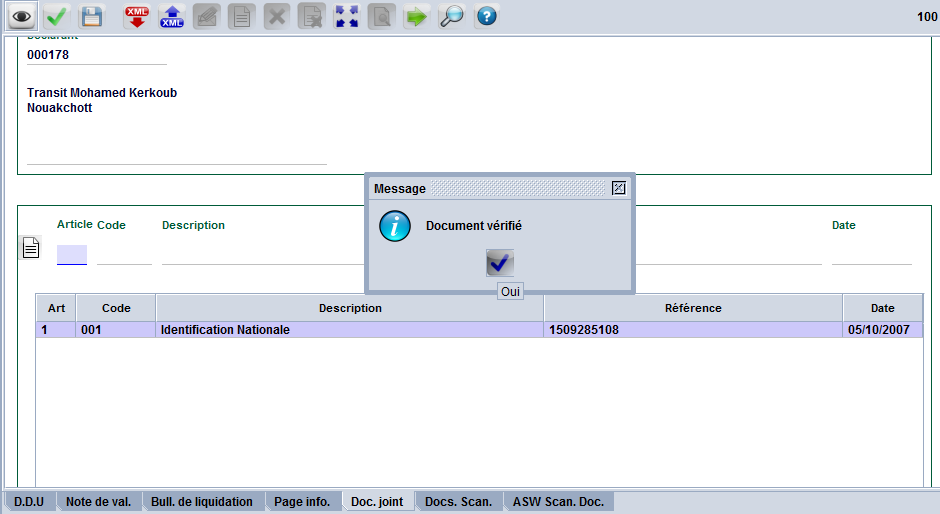 XML XML 100
Déclarant
000178
Transit Mohamed Kerkoub
Nouakchott
Message
Document vérifié
Oui
Article Code Description Date
Art Code Description Référence Date
1 001 Identification Nationale 1509285108 05/10/2007
D.D.U Note de val. Bull. de liquidation Page info. Doc. joint Docs. Scan. ASW Scan. Doc.